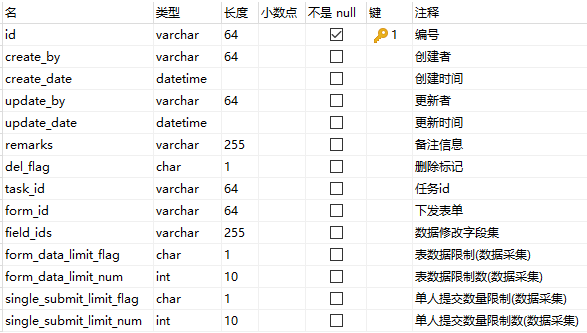 名 类型 长度 小数点 不是 null 键 注释
id varchar 64 1 编号
create_by varchar 64 创建者
create_date datetime 创建时间
update_by varchar 64 更新者
update_date datetime 更新时间
remarks varchar 255 备注信息
del_flag char 1 删除标记
task_id varchar 64 任务id
form_id varchar 64 下发表单
field_ids varchar 255 数据修改字段集
form_data_limit_flag char 1 表数据限制(数据采集)
form_data_limit_num int 10 表数据限制数(数据采集)
single_submit_limit_flag char 1 单人提交数量限制(数据采集)
single_submit_limit_num int 10 单人提交数量限制数(数据采集)